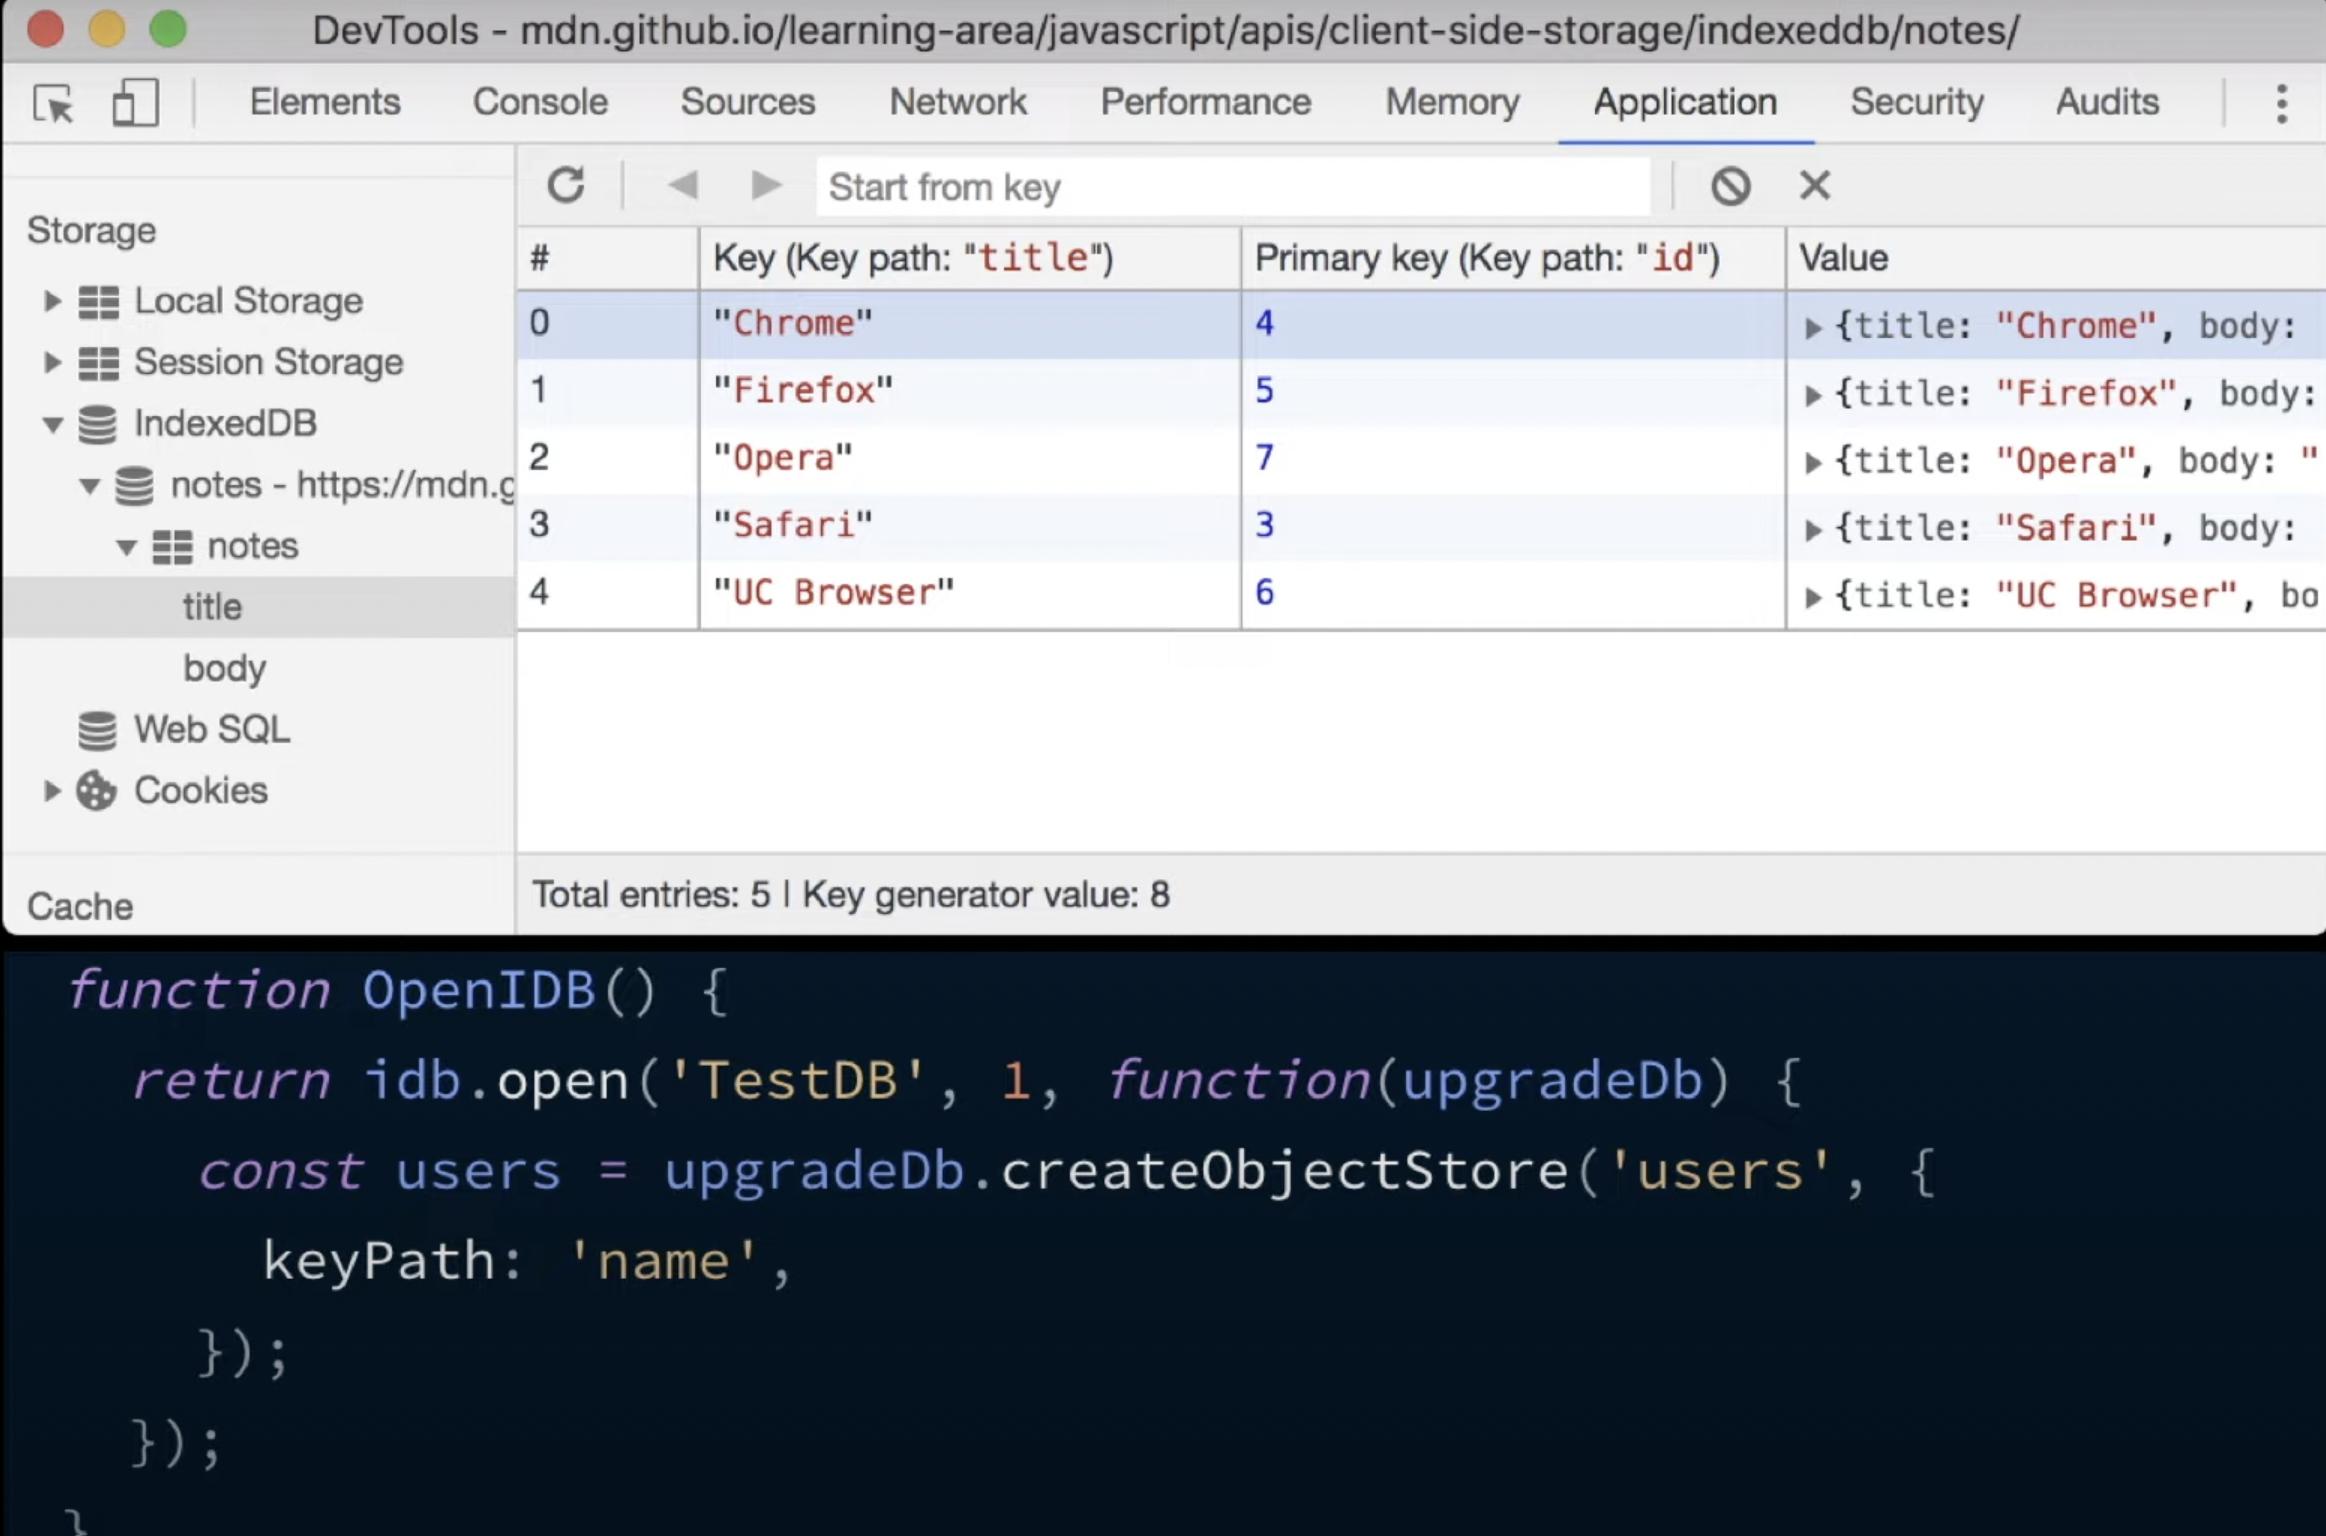 DevTools - mdn.github.io/learning-area/javascript/apis/client-side-storage/indexeddb/notes/
Elements Console Sources Network Performance Memory Application Security Audits
Start from key
Storage
Local Storage
Session Storage
IndexedDB
notes - https://mdn.g
notes
title
body
Web SQL
Cookies
Cache
# Key (Key path: "title") Primary key (Key path: "id") Value
0 "Chrome" 4 {title: "Chrome", body:
1 "Firefox" 5 {title: "Firefox", body:
2 "Opera" 7 {title: "Opera", body: "
3 "Safari" 3 {title: "Safari", body:
4 "UC Browser" 6 {title: "UC Browser", bo
Total entries: 5 | Key generator value: 8
function OpenIDB() {
return idb.open('TestDB', 1, function(upgradeDb) {
const users = upgradeDb.createObjectStore('users', {
keyPath: 'name',
});
});
}